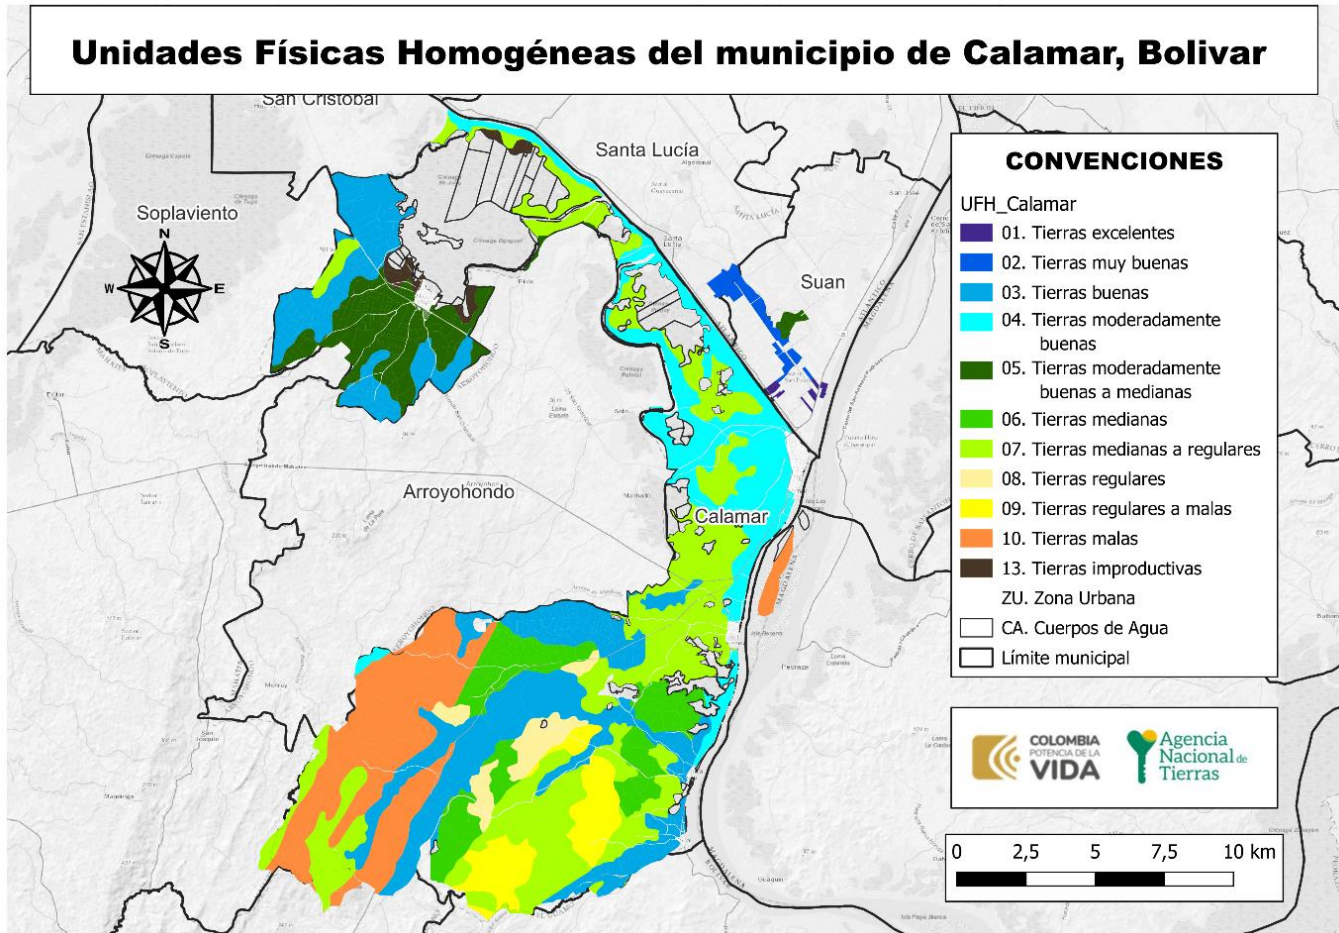 Unidades Físicas Homogéneas del municipio de Calamar, Bolivar
San Cristobal
Santa Lucía
Soplaviento
N
W E
S
Suan
Arroyohondo
Calamar
CONVENCIONES
UFH_Calamar
01. Tierras excelentes
02. Tierras muy buenas
03. Tierras buenas
04. Tierras moderadamente
buenas
05. Tierras moderadamente
buenas a medianas
06. Tierras medianas
07. Tierras medianas a regulares
08. Tierras regulares
09. Tierras regulares a malas
10. Tierras malas
13. Tierras improductivas
ZU. Zona Urbana
CA. Cuerpos de Agua
Límite municipal
COLOMBIA
POTENCIA DE LA
VIDA
Agencia
Nacional de
Tierras
0 2,5 5 7,5 10 km